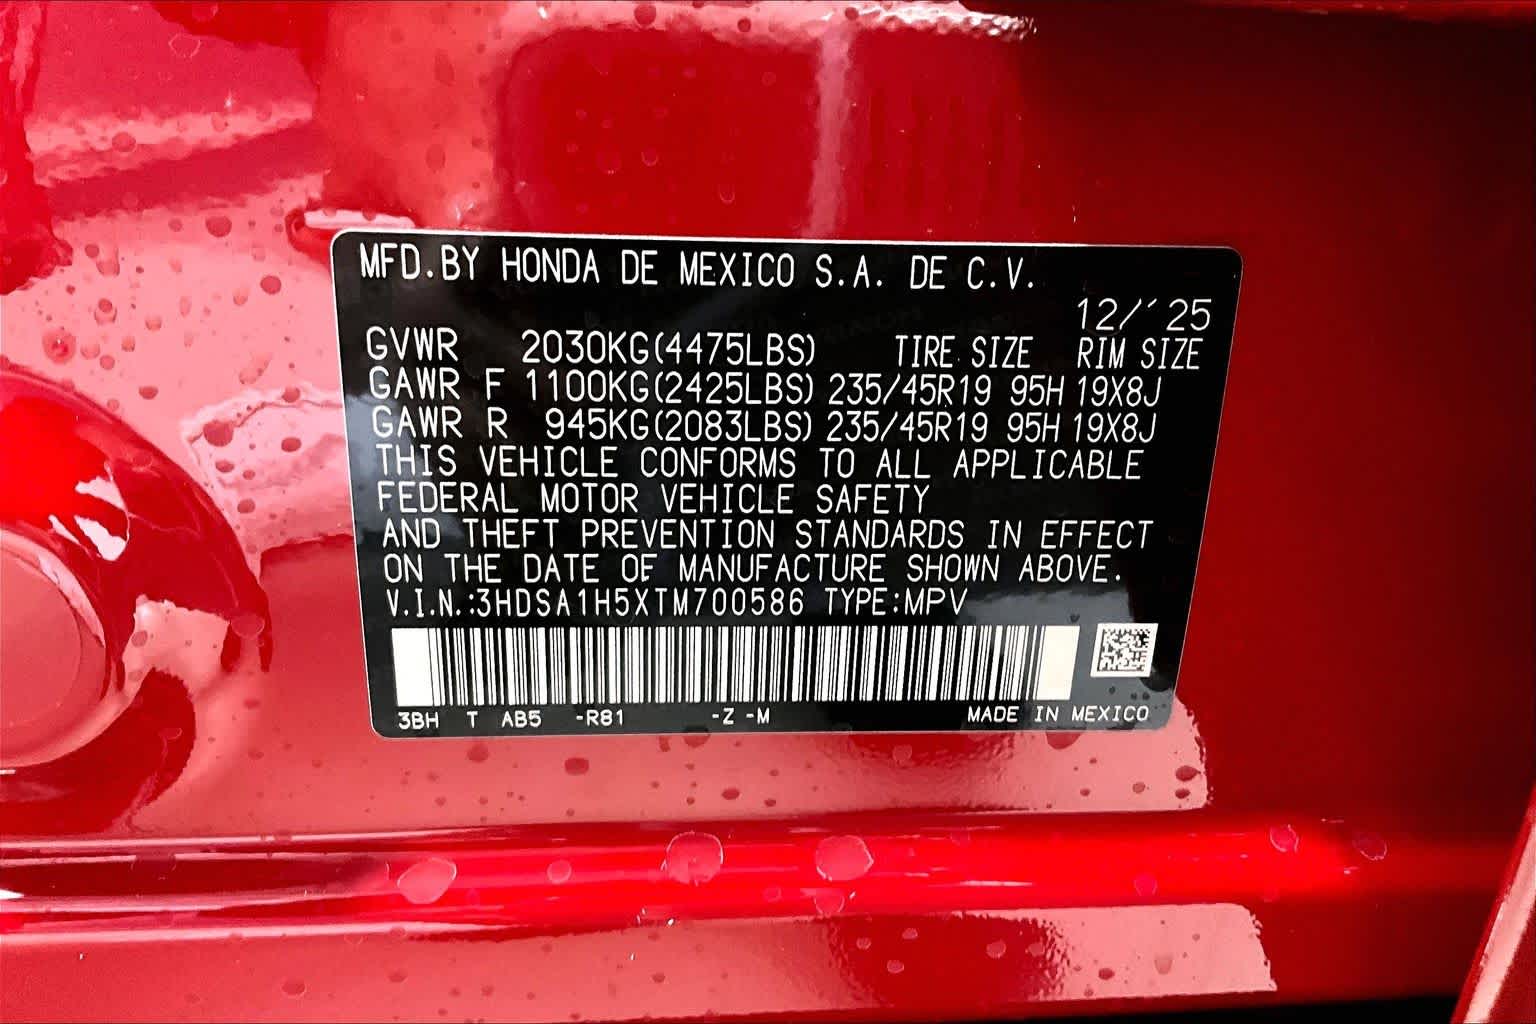 MFD.BY HONDA DE MEXICO S.A. DE C.V.
12/´25
GVWR 2030KG(4475LBS) TIRE SIZE RIM SIZE
GAWR F 1100KG(2425LBS) 235/45R19 95H 19X8J
GAWR R 945KG(2083LBS) 235/45R19 95H 19X8J
THIS VEHICLE CONFORMS TO ALL APPLICABLE
FEDERAL MOTOR VEHICLE SAFETY
AND THEFT PREVENTION STANDARDS IN EFFECT
ON THE DATE OF MANUFACTURE SHOWN ABOVE.
V.I.N.:3HDSA1H5XTM700586 TYPE:MPV
3BH T AB5 -R81 -Z -M MADE IN MEXICO